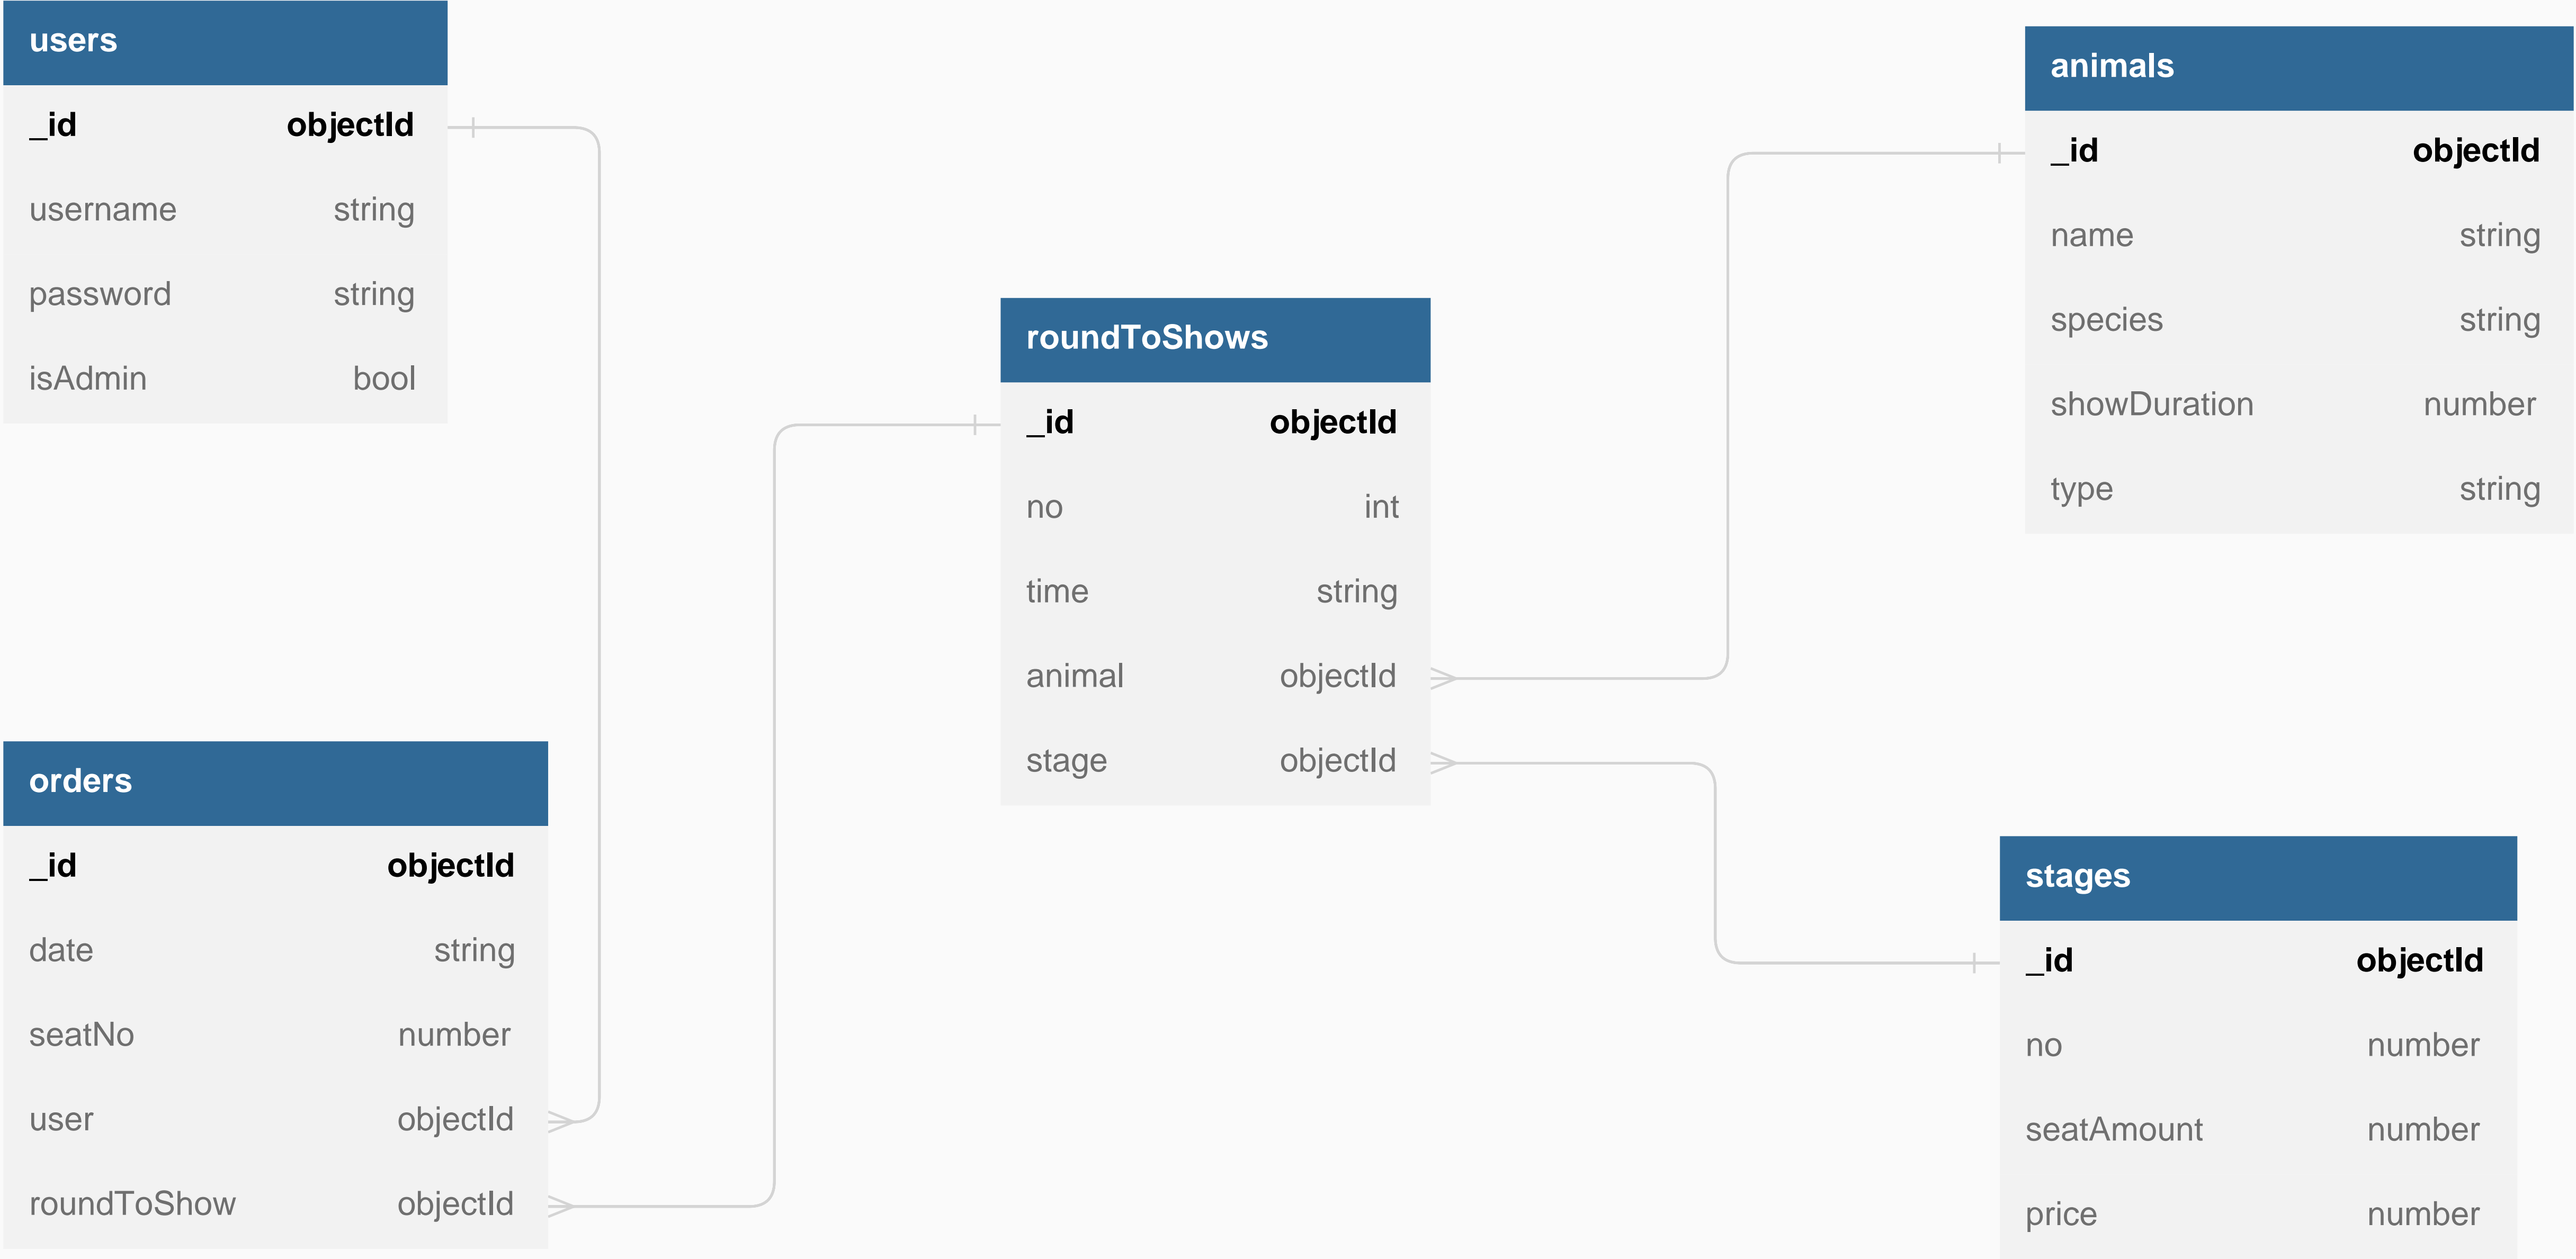 users
_id objectId
username string
password string
isAdmin bool
orders
_id objectId
date string
seatNo number
user objectId
roundToShow objectId
roundToShows
_id objectId
no int
time string
animal objectId
stage objectId
animals
_id objectId
name string
species string
showDuration number
type string
stages
_id objectId
no number
seatAmount number
price number